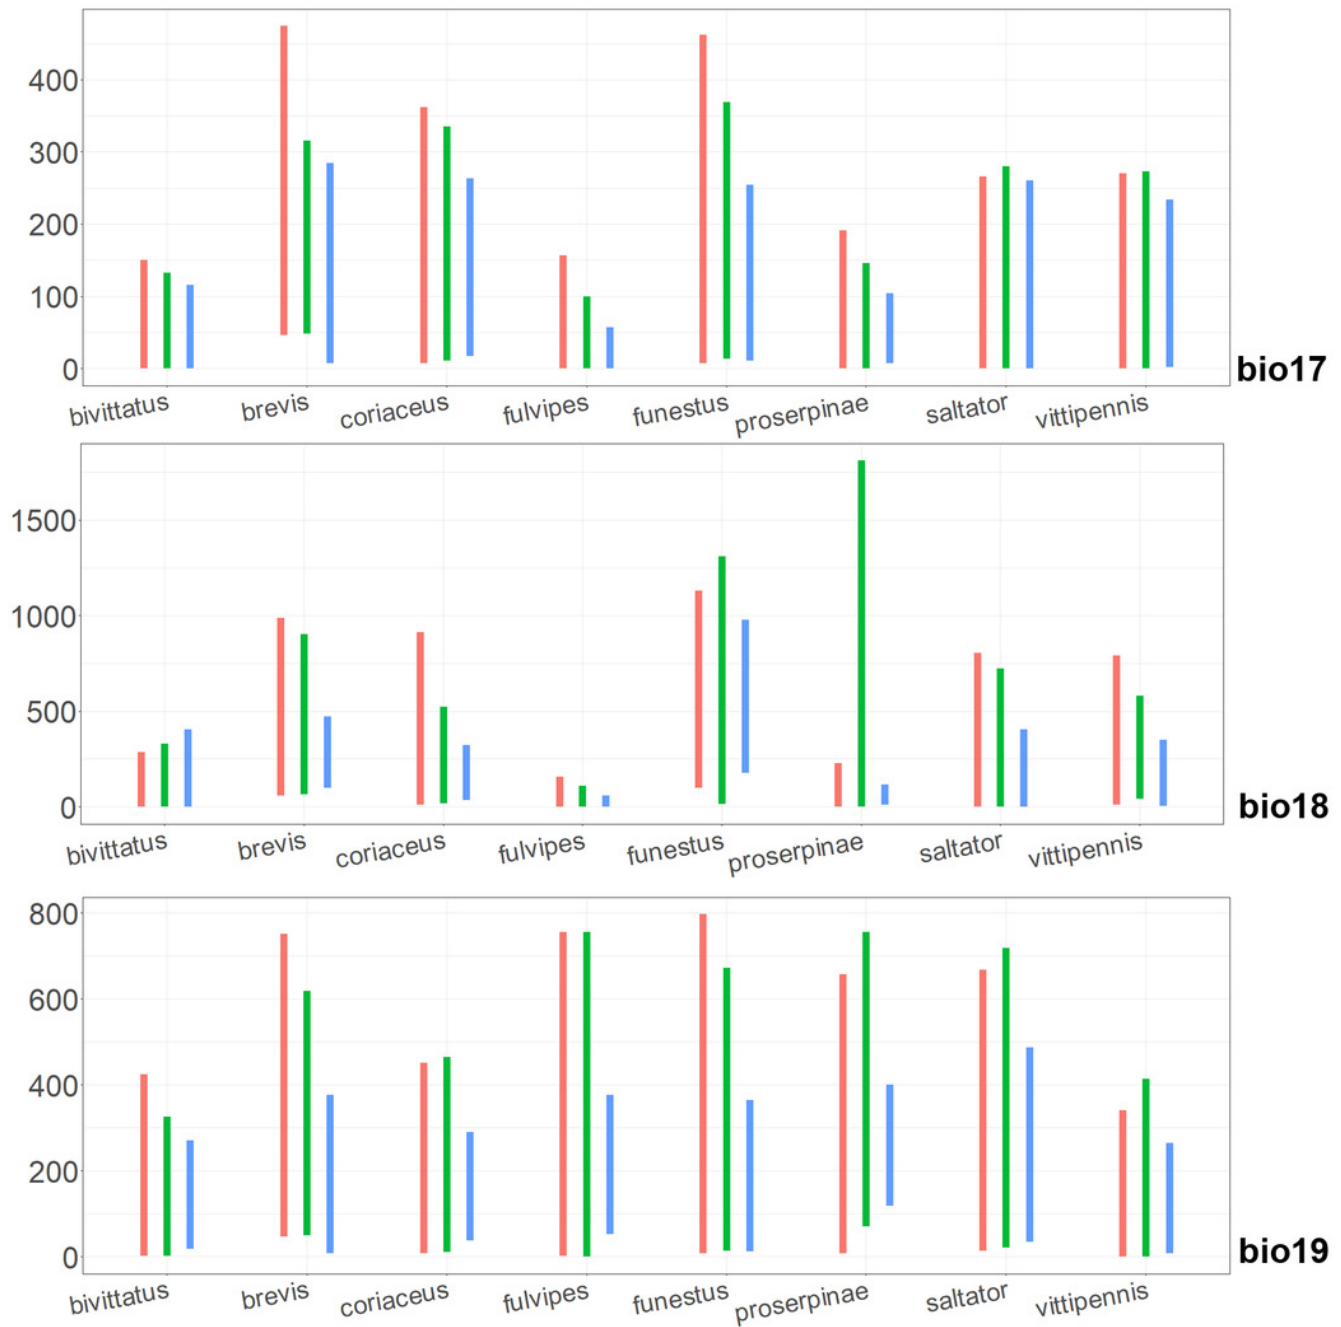 400
300
200
100
0
bio17
bivittatus brevis coriaceus fulvipes funestus proserpinae saltator vittipennis
1500
1000
500
0
bio18
bivittatus brevis coriaceus fulvipes funestus proserpinae saltator vittipennis
800
600
400
200
0
bio19
bivittatus brevis coriaceus fulvipes funestus proserpinae saltator vittipennis